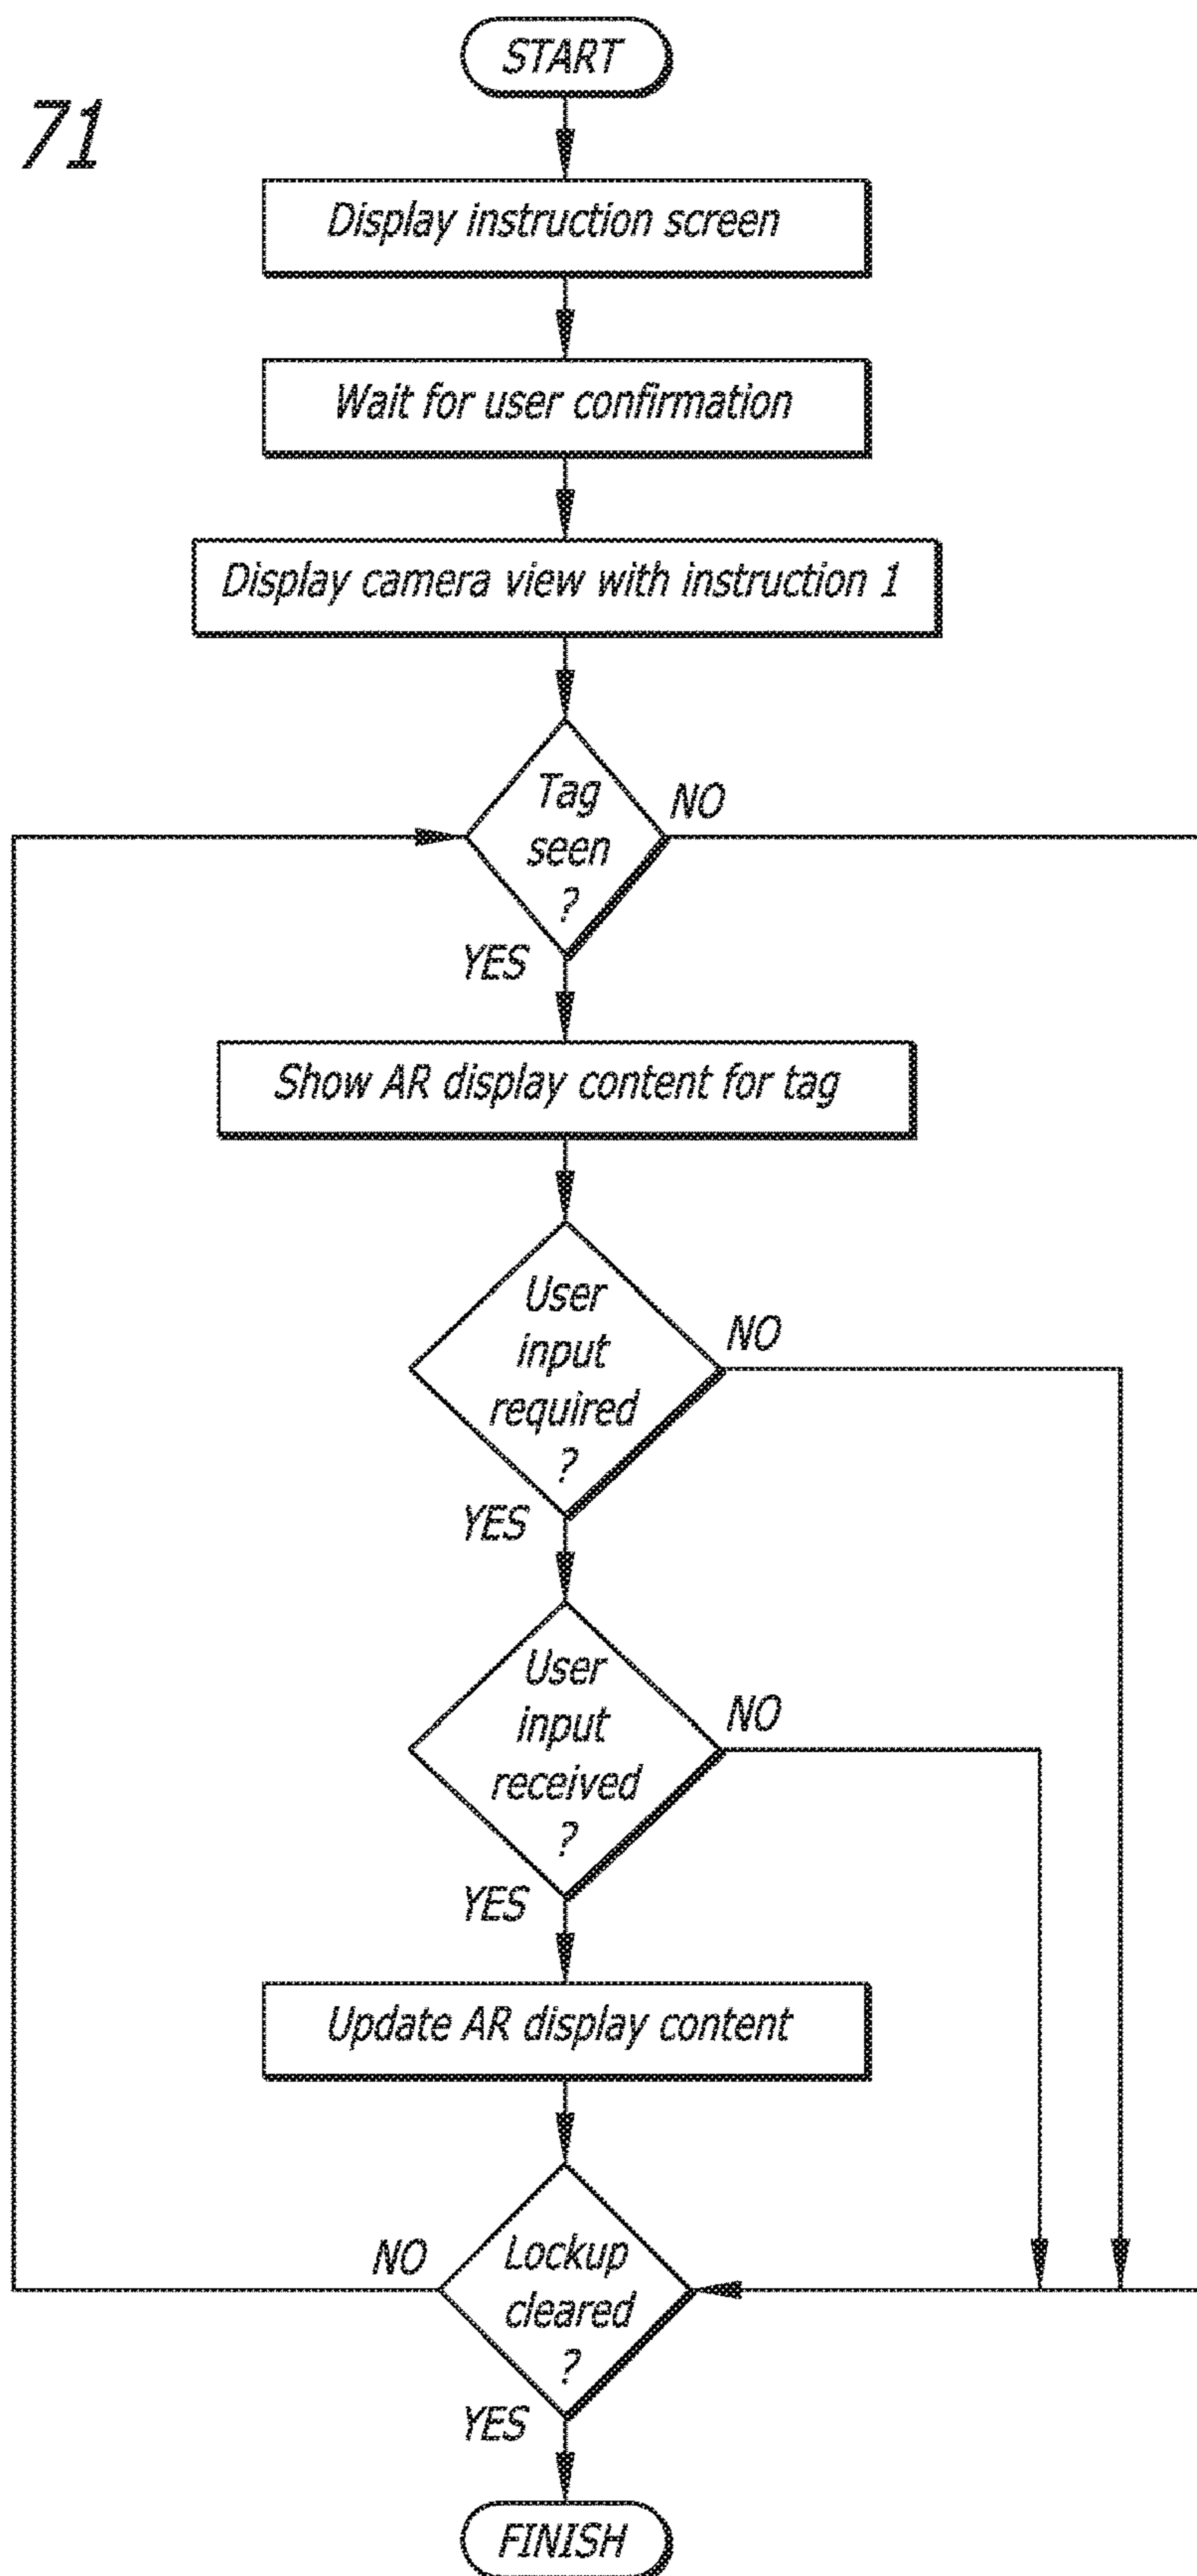 START
71
Display instruction screen
Wait for user confirmation
Display camera view with instruction 1
Tag
seen
?
NO
YES
Show AR display content for tag
User
input
required
?
NO
YES
User
input
received
?
NO
YES
Update AR display content
Lockup
cleared
?
NO
YES
FINISH